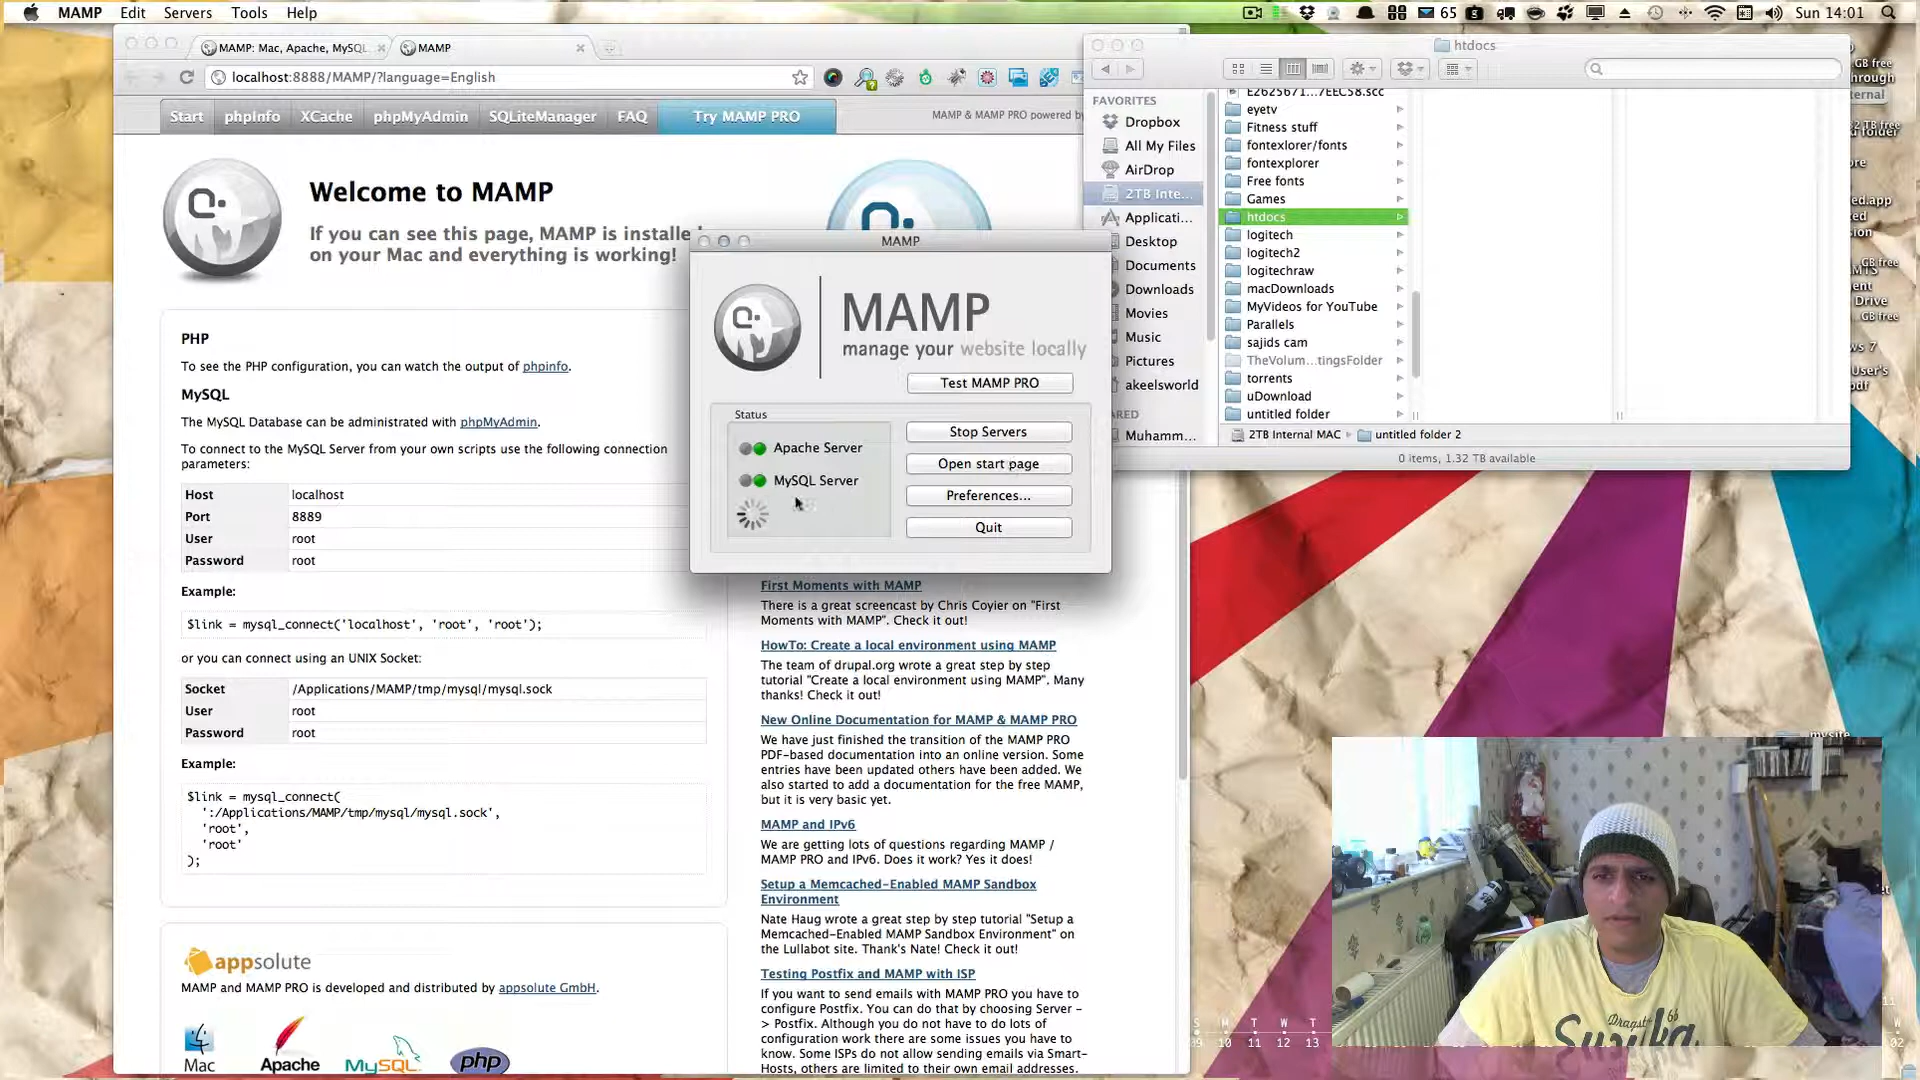 MAMP Edit Servers Tools Help
65
Sun 14:01
MAMP: Mac, Apache, MySQL
MAMP
localhost:8888/MAMP/?language=English
Start phpInfo XCache phpMyAdmin SQLiteManager FAQ Try MAMP PRO
MAMP & MAMP PRO powered by
Welcome to MAMP
If you can see this page, MAMP is installe
on your Mac and everything is working!
PHP
To see the PHP configuration, you can watch the output of phpinfo.
MySQL
The MySQL Database can be administrated with phpMyAdmin.
To connect to the MySQL Server from your own scripts use the following connection
parameters:
Host localhost
Port 8889
User root
Password root
Example:
$link = mysql_connect('localhost', 'root', 'root');
or you can connect using an UNIX Socket:
Socket /Applications/MAMP/tmp/mysql/mysql.sock
User root
Password root
Example:
$link = mysql_connect(
':/Applications/MAMP/tmp/mysql/mysql.sock',
'root',
'root'
);
appsolute
MAMP and MAMP PRO is developed and distributed by appsolute GmbH.
Mac
Apache
MySQL
php
MAMP
MAMP
manage your website locally
Test MAMP PRO
Status
Apache Server
MySQL Server
Stop Servers
Open start page
Preferences...
Quit
First Moments with MAMP
There is a great screencast by Chris Coyier on "First
Moments with MAMP". Check it out!
HowTo: Create a local environment using MAMP
The team of drupal.org wrote a great step by step
tutorial "Create a local environment using MAMP". Many
thanks! Check it out!
New Online Documentation for MAMP & MAMP PRO
We have just finished the transition of the MAMP PRO
PDF-based documentation into an online version. Some
entries have been updated others have been added. We
also started to add a documentation for the free MAMP,
but it is very basic yet.
MAMP and IPv6
We are getting lots of questions regarding MAMP /
MAMP PRO and IPv6. Does it work? Yes it does!
Setup a Memcached-Enabled MAMP Sandbox
Environment
Nate Haug wrote a great step by step tutorial "Setup a
Memcached-Enabled MAMP Sandbox Environment" on
the Lullabot site. Thank's Nate! Check it out!
Testing Postfix and MAMP with ISP
If you want to send emails with MAMP PRO you have to
configure Postfix. You can do that by choosing Server -
> Postfix. Although you do not have to do lots of
configuration work there are some issues you have to
know. Some ISPs do not allow sending emails via Smart-
Hosts, others are limited to their own email addresses.
htdocs
FAVORITES
Dropbox
All My Files
AirDrop
2TB Inte...
Applicati...
Desktop
Documents
Downloads
Movies
Music
Pictures
akeelsworld
ARED
Muhamm...
E2625671...7EEC58.scc
eyetv
Fitness stuff
fontexlorer/fonts
fontexplorer
Free fonts
Games
htdocs
logitech
logitech2
logitechraw
macDownloads
MyVideos for YouTube
Parallels
sajids cam
TheVolum...tingsFolder
torrents
uDownload
untitled folder
2TB Internal MAC untitled folder 2
0 items, 1.32 TB available
mysite
S M T W T
09 10 11 12 13